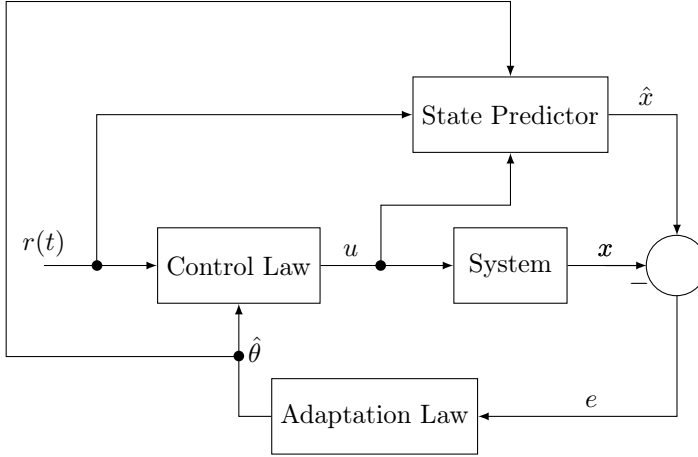 State Predictor
x̂
r(t)
Control Law
u
System
x
−
θ̂
Adaptation Law
e